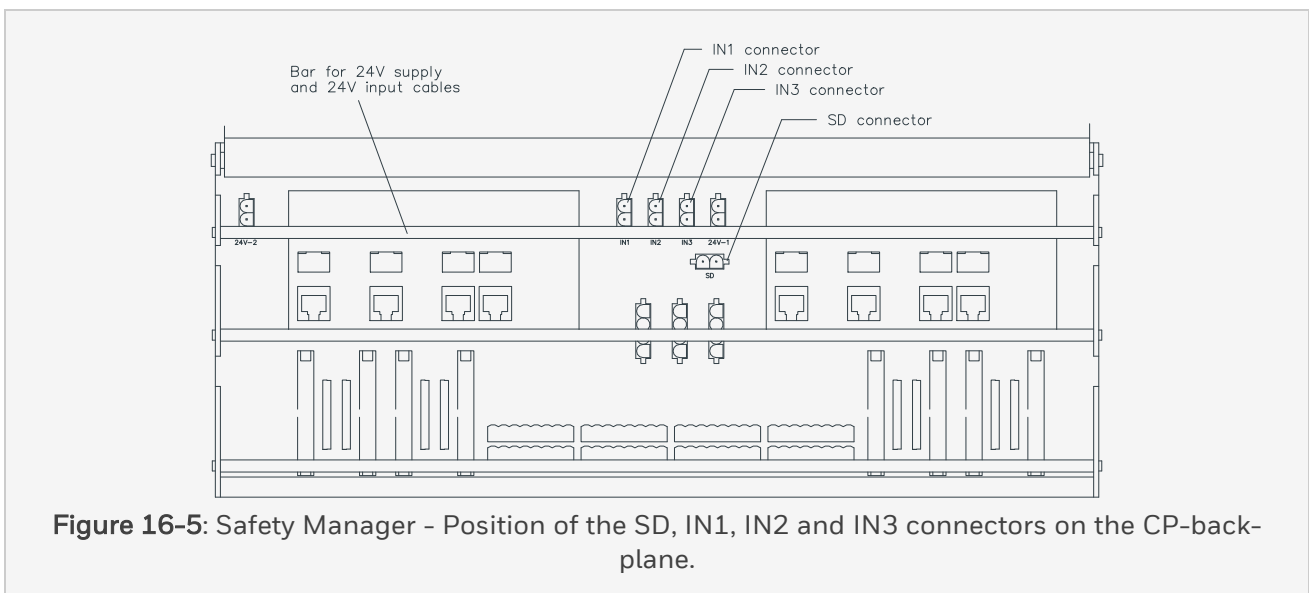 IN1 connector
Bar for 24V supply
and 24V input cables
IN2 connector
IN3 connector
SD connector
24V-2
IN1
IN2
IN3
24V-1
SD
Figure 16-5: Safety Manager - Position of the SD, IN1, IN2 and IN3 connectors on the CP-back-
plane.